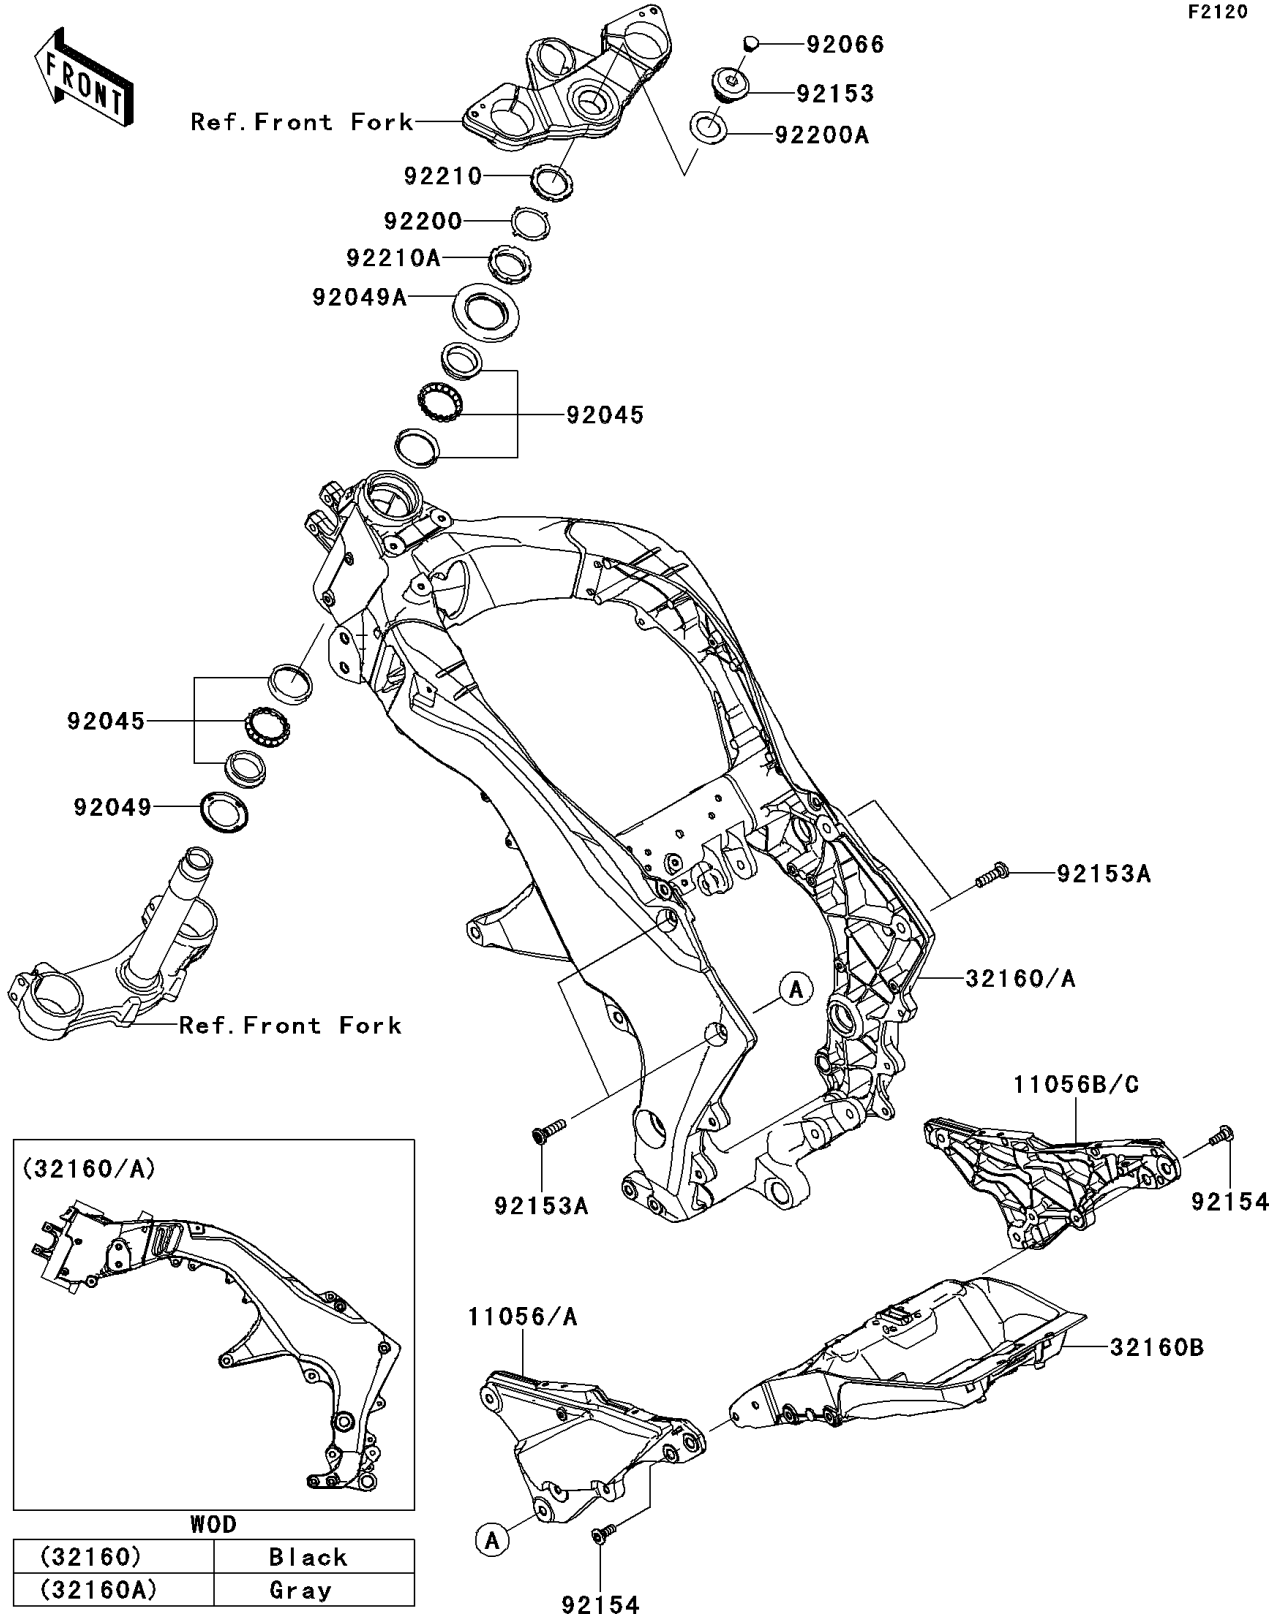 F2120
FRONT
92066
92153
Ref.Front Fork
92200A
92210
92200
92210A
92049A
92045
92045
92049
92153A
32160/A
A
Ref.Front Fork
11056B/C
(32160/A)
92153A
92154
11056/A
32160B
WOD
A
(32160) Black
(32160A) Gray
92154